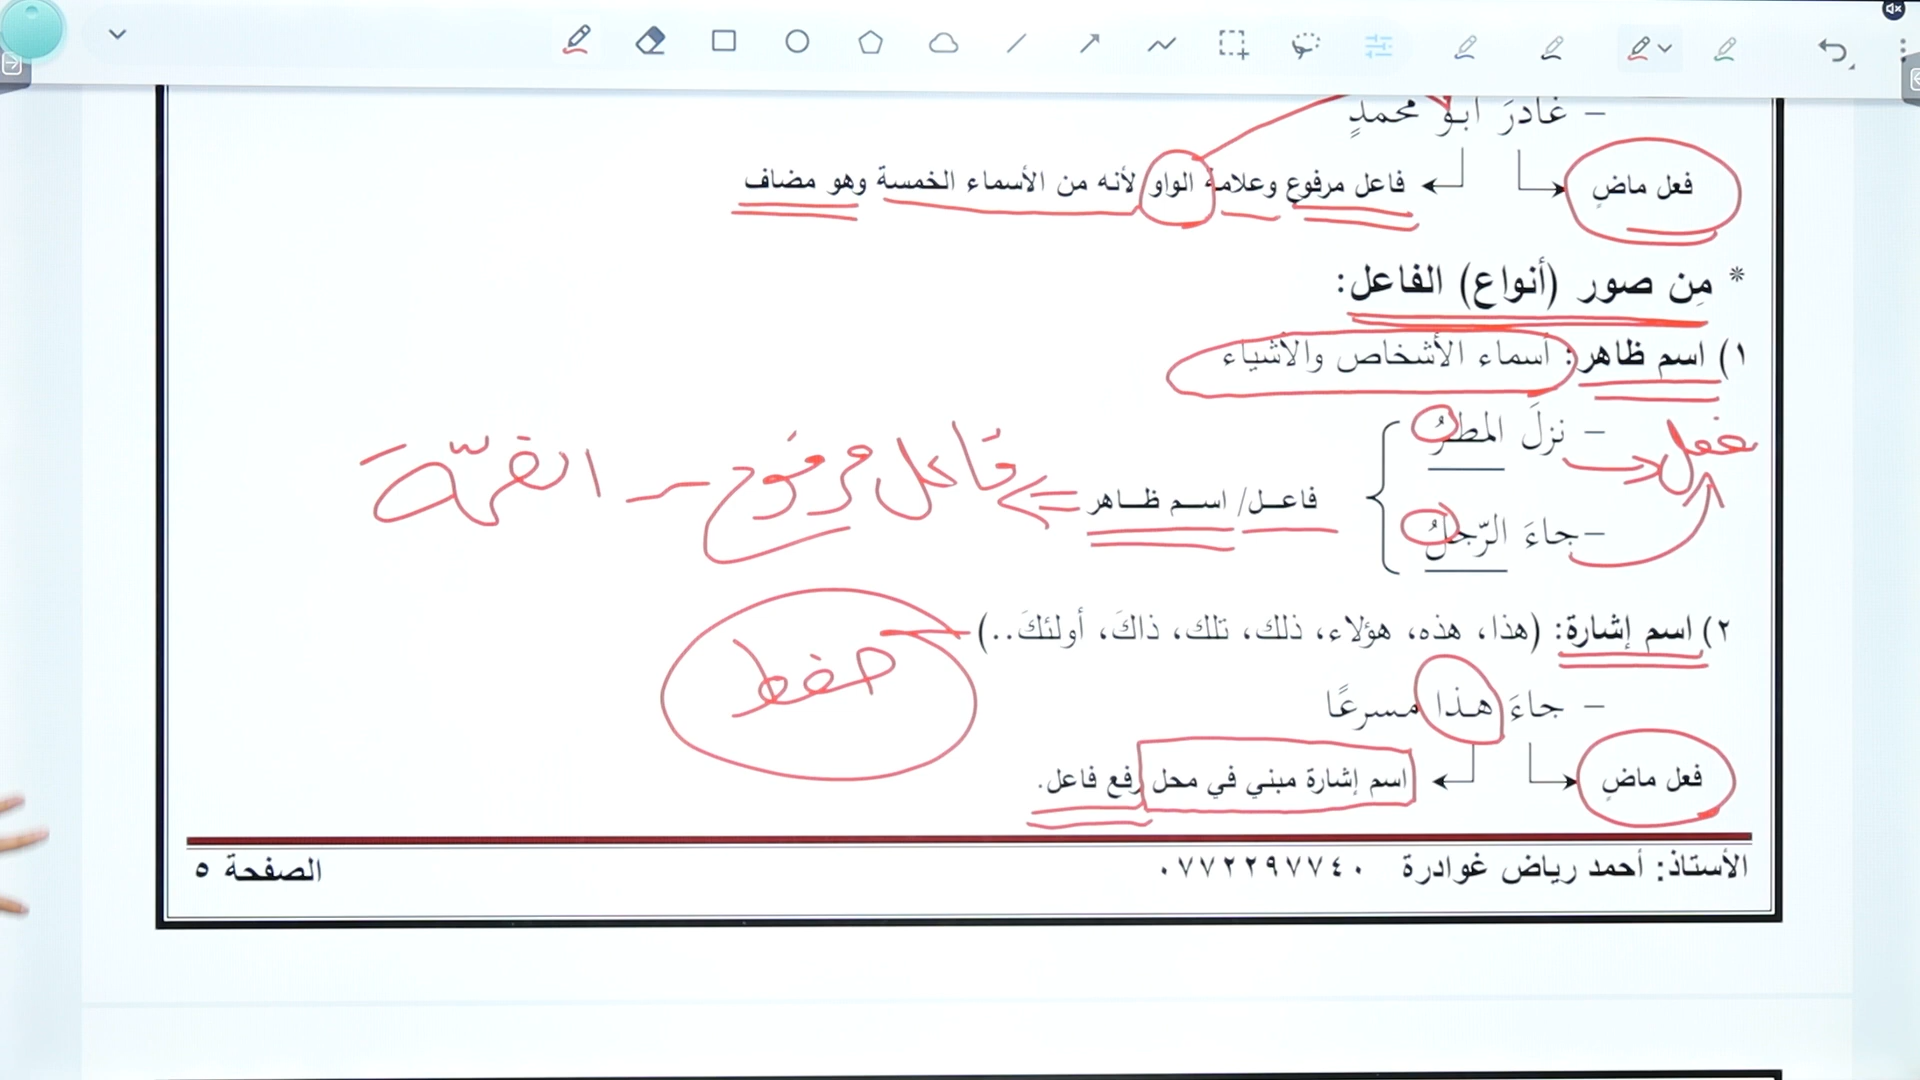 – غادرَ أبو محمدٍ
فعل ماضٍ
فاعل مرفوع وعلامة الواو لأنه من الأسماء الخمسة وهو مضاف
* مِن صور (أنواع) الفاعل:
١) اسم ظاهر: أسماء الأشخاص والأشياء
– نزلَ المطرُ
فعل
فاعل/ اسم ظاهر
فاعل مرفوع – الضمّة
– جاءَ الرّجلُ
٢) اسم إشارة: (هذا، هذه، هؤلاء، ذلك، تلك، ذاكَ، أولئكَ..)
حفظ
– جاءَ هذا مسرعًا
فعل ماضٍ
اسم إشارة مبني في محل رفع فاعل.
الأستاذ: أحمد رياض غوادرة ٠٧٧٢٢٩٧٧٤٠
الصفحة ٥